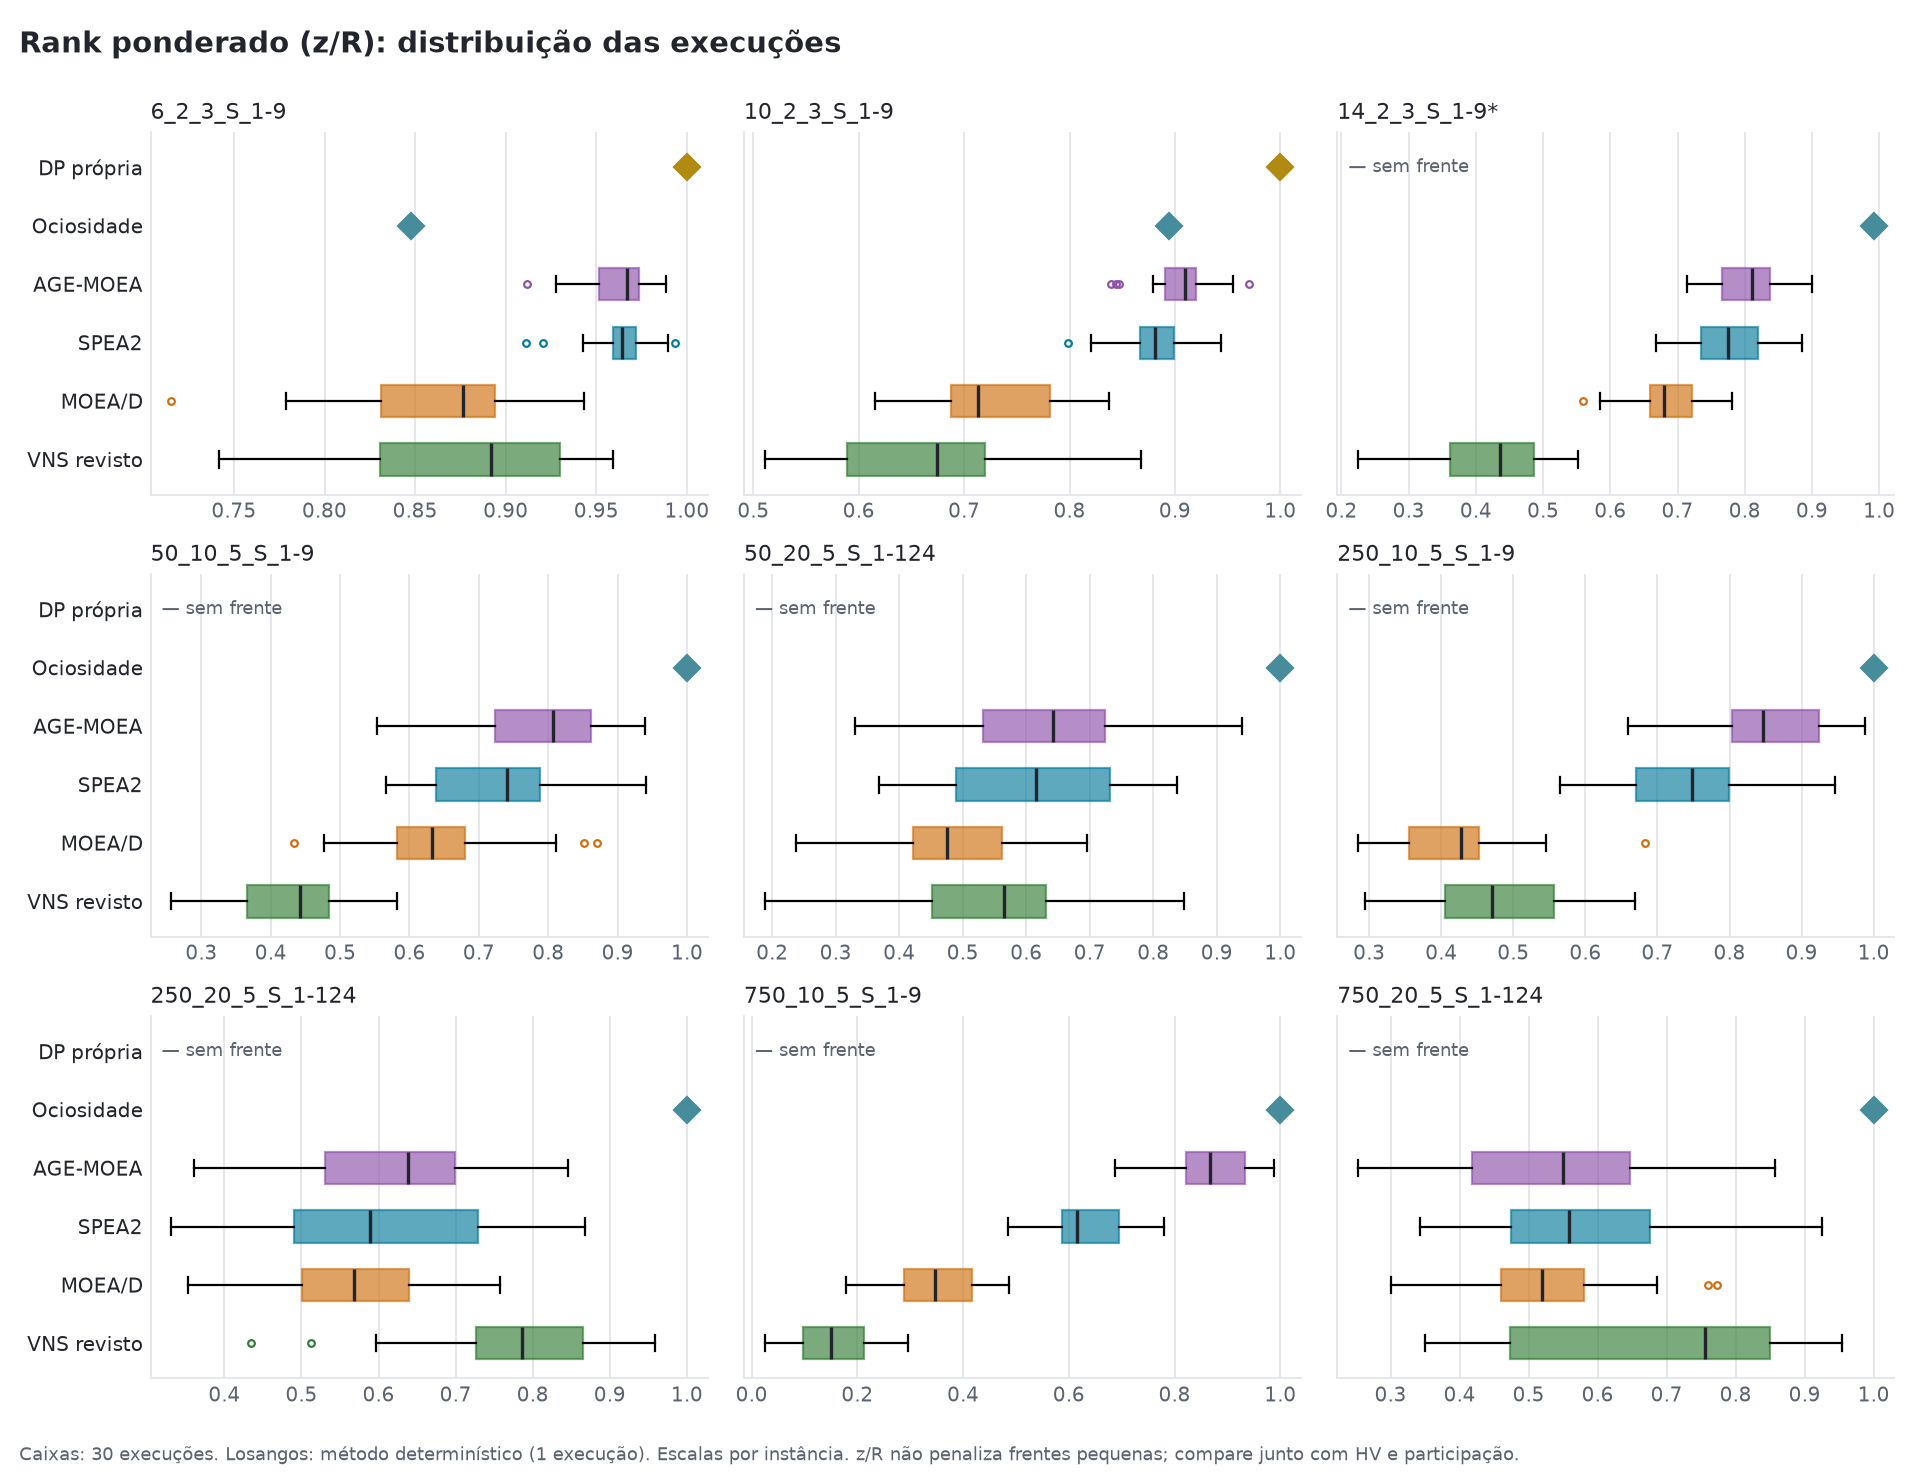 Rank ponderado (z/R): distribuição das execuções
6_2_3_S_1-9
10_2_3_S_1-9
14_2_3_S_1-9*
DP própria
— sem frente
Ociosidade
AGE-MOEA
SPEA2
MOEA/D
VNS revisto
0.75 0.80 0.85 0.90 0.95 1.00
0.5 0.6 0.7 0.8 0.9 1.0
0.2 0.3 0.4 0.5 0.6 0.7 0.8 0.9 1.0
50_10_5_S_1-9
50_20_5_S_1-124
250_10_5_S_1-9
DP própria
— sem frente
— sem frente
— sem frente
Ociosidade
AGE-MOEA
SPEA2
MOEA/D
VNS revisto
0.3 0.4 0.5 0.6 0.7 0.8 0.9 1.0
0.2 0.3 0.4 0.5 0.6 0.7 0.8 0.9 1.0
0.3 0.4 0.5 0.6 0.7 0.8 0.9 1.0
250_20_5_S_1-124
750_10_5_S_1-9
750_20_5_S_1-124
DP própria
— sem frente
— sem frente
— sem frente
Ociosidade
AGE-MOEA
SPEA2
MOEA/D
VNS revisto
0.4 0.5 0.6 0.7 0.8 0.9 1.0
0.0 0.2 0.4 0.6 0.8 1.0
0.3 0.4 0.5 0.6 0.7 0.8 0.9 1.0
Caixas: 30 execuções. Losangos: método determinístico (1 execução). Escalas por instância. z/R não penaliza frentes pequenas; compare junto com HV e participação.